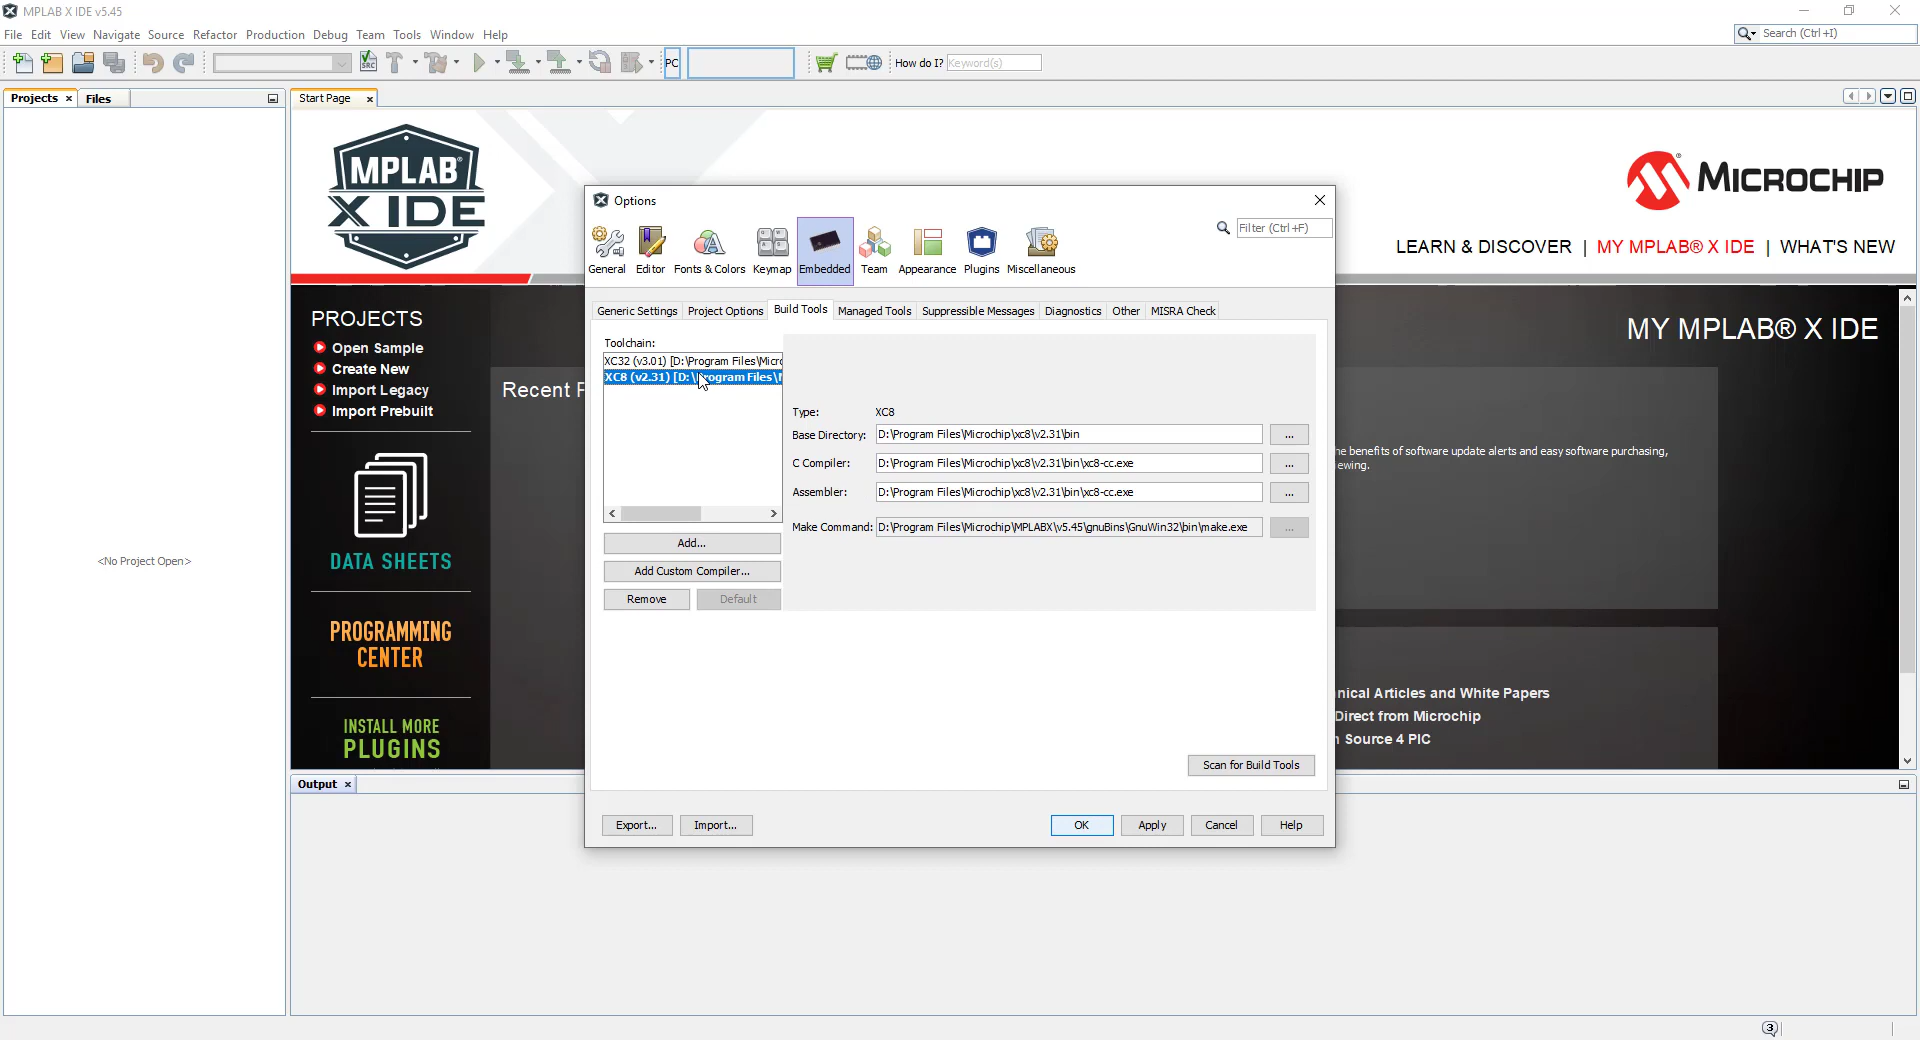 MPLAB X IDE v5.45
File Edit View Navigate Source Refactor Production Debug Team Tools Window Help
Search (Ctrl+I)
SRC
PC
How do I? Keyword(s)
Projects Files
Start Page
MPLAB®
X IDE
MICROCHIP
LEARN & DISCOVER | MY MPLAB® X IDE | WHAT'S NEW
PROJECTS
Open Sample
Create New
Import Legacy
Import Prebuilt
DATA SHEETS
PROGRAMMING
CENTER
INSTALL MORE
PLUGINS
Recent
MY MPLAB® X IDE
benefits of software update alerts and easy software purchasing,
Technical Articles and White Papers
Direct from Microchip
Source 4 PIC
Options
General Editor Fonts & Colors Keymap Embedded Team Appearance Plugins Miscellaneous
Filter (Ctrl+F)
Generic Settings Project Options Build Tools Managed Tools Suppressible Messages Diagnostics Other MISRA Check
Toolchain:
XC32 (v3.01) [D:\Program Files\Micro
XC8 (v2.31) [D:\Program Files\
Add...
Add Custom Compiler...
Remove Default
Type: XC8
Base Directory: D:\Program Files\Microchip\xc8\v2.31\bin ...
C Compiler: D:\Program Files\Microchip\xc8\v2.31\bin\xc8-cc.exe ...
Assembler: D:\Program Files\Microchip\xc8\v2.31\bin\xc8-cc.exe ...
Make Command: D:\Program Files\Microchip\MPLABX\v5.45\gnuBins\GnuWin32\bin\make.exe ...
Scan for Build Tools
Export... Import... OK Apply Cancel Help
<No Project Open>
Output
3